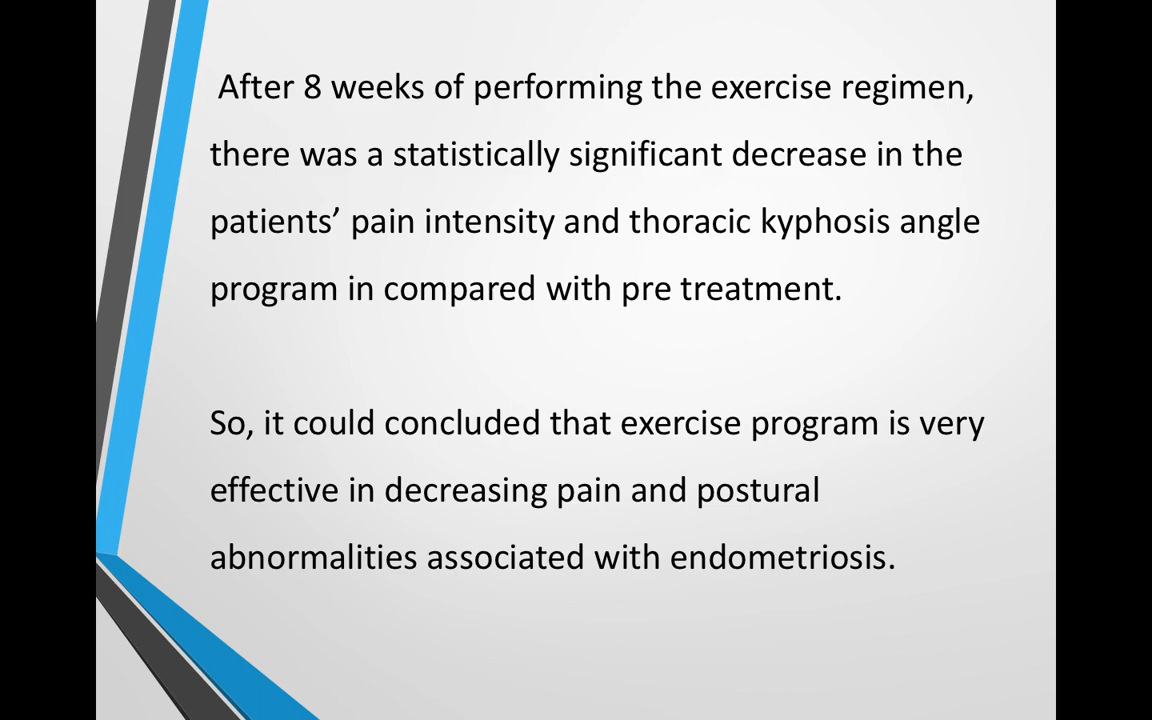 After 8 weeks of performing the exercise regimen,
there was a statistically significant decrease in the
patients’ pain intensity and thoracic kyphosis angle
program in compared with pre treatment.
So, it could concluded that exercise program is very
effective in decreasing pain and postural
abnormalities associated with endometriosis.